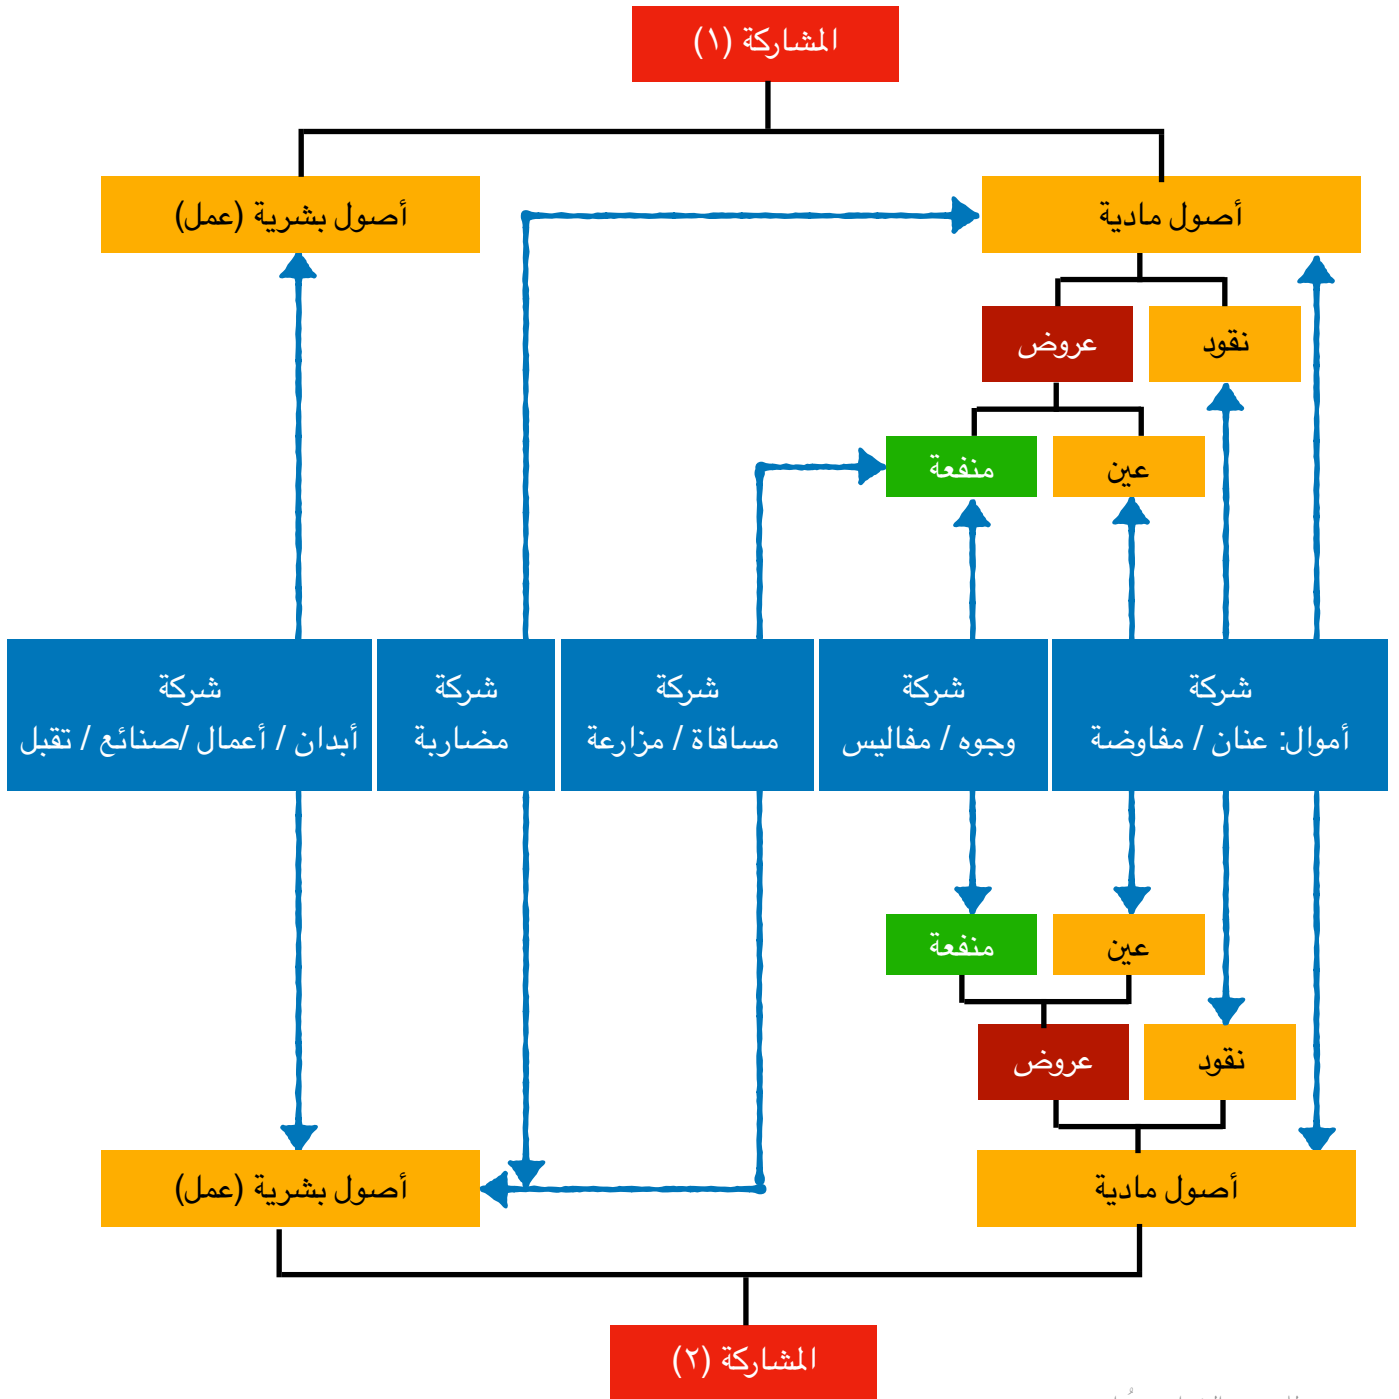 المشاركة (١)
أصول مادية
أصول بشرية (عمل)
نقود
عروض
عين
منفعة
شركة
أموال: عنان / مفاوضة
شركة
وجوه / مفاليس
شركة
مساقاة / مزارعة
شركة
مضاربة
شركة
أبدان / أعمال /صنائع / تقبل
عين
منفعة
نقود
عروض
أصول مادية
أصول بشرية (عمل)
المشاركة (٢)